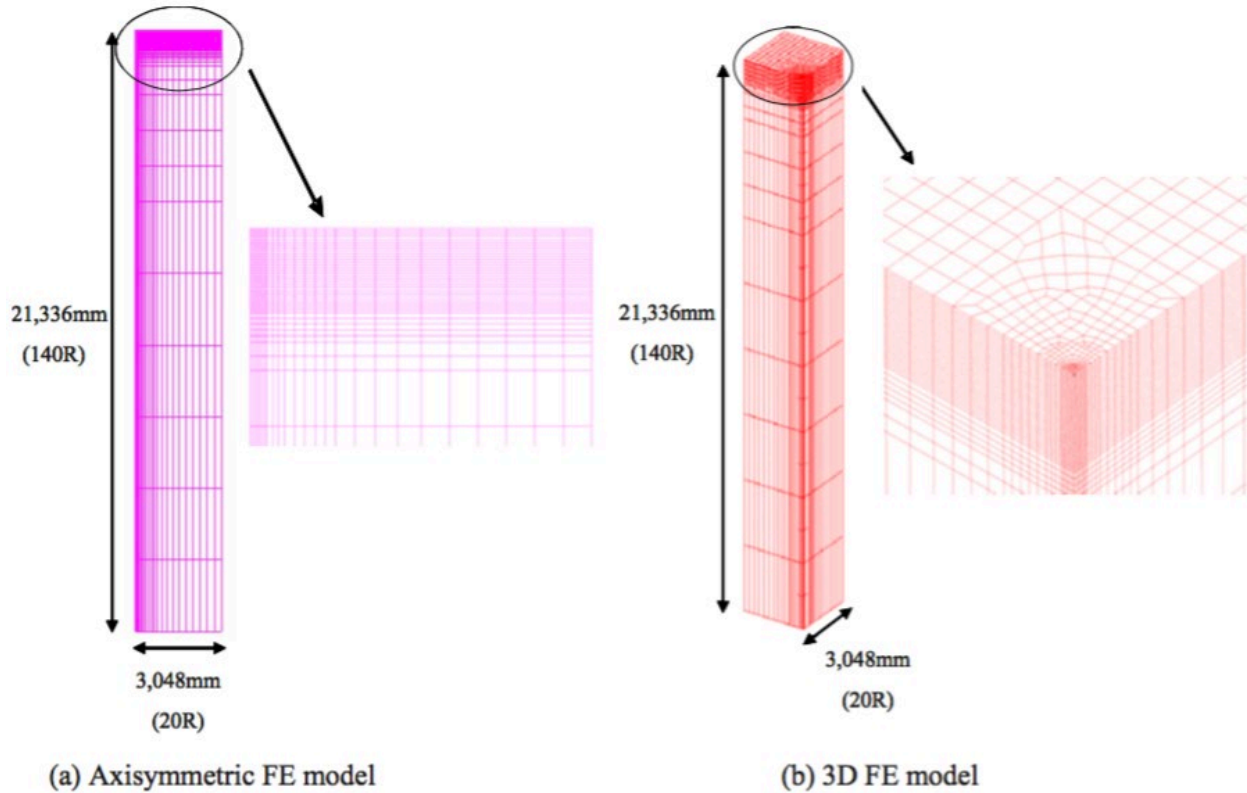 21,336mm
(140R)
3,048mm
(20R)
(a) Axisymmetric FE model
21,336mm
(140R)
3,048mm
(20R)
(b) 3D FE model